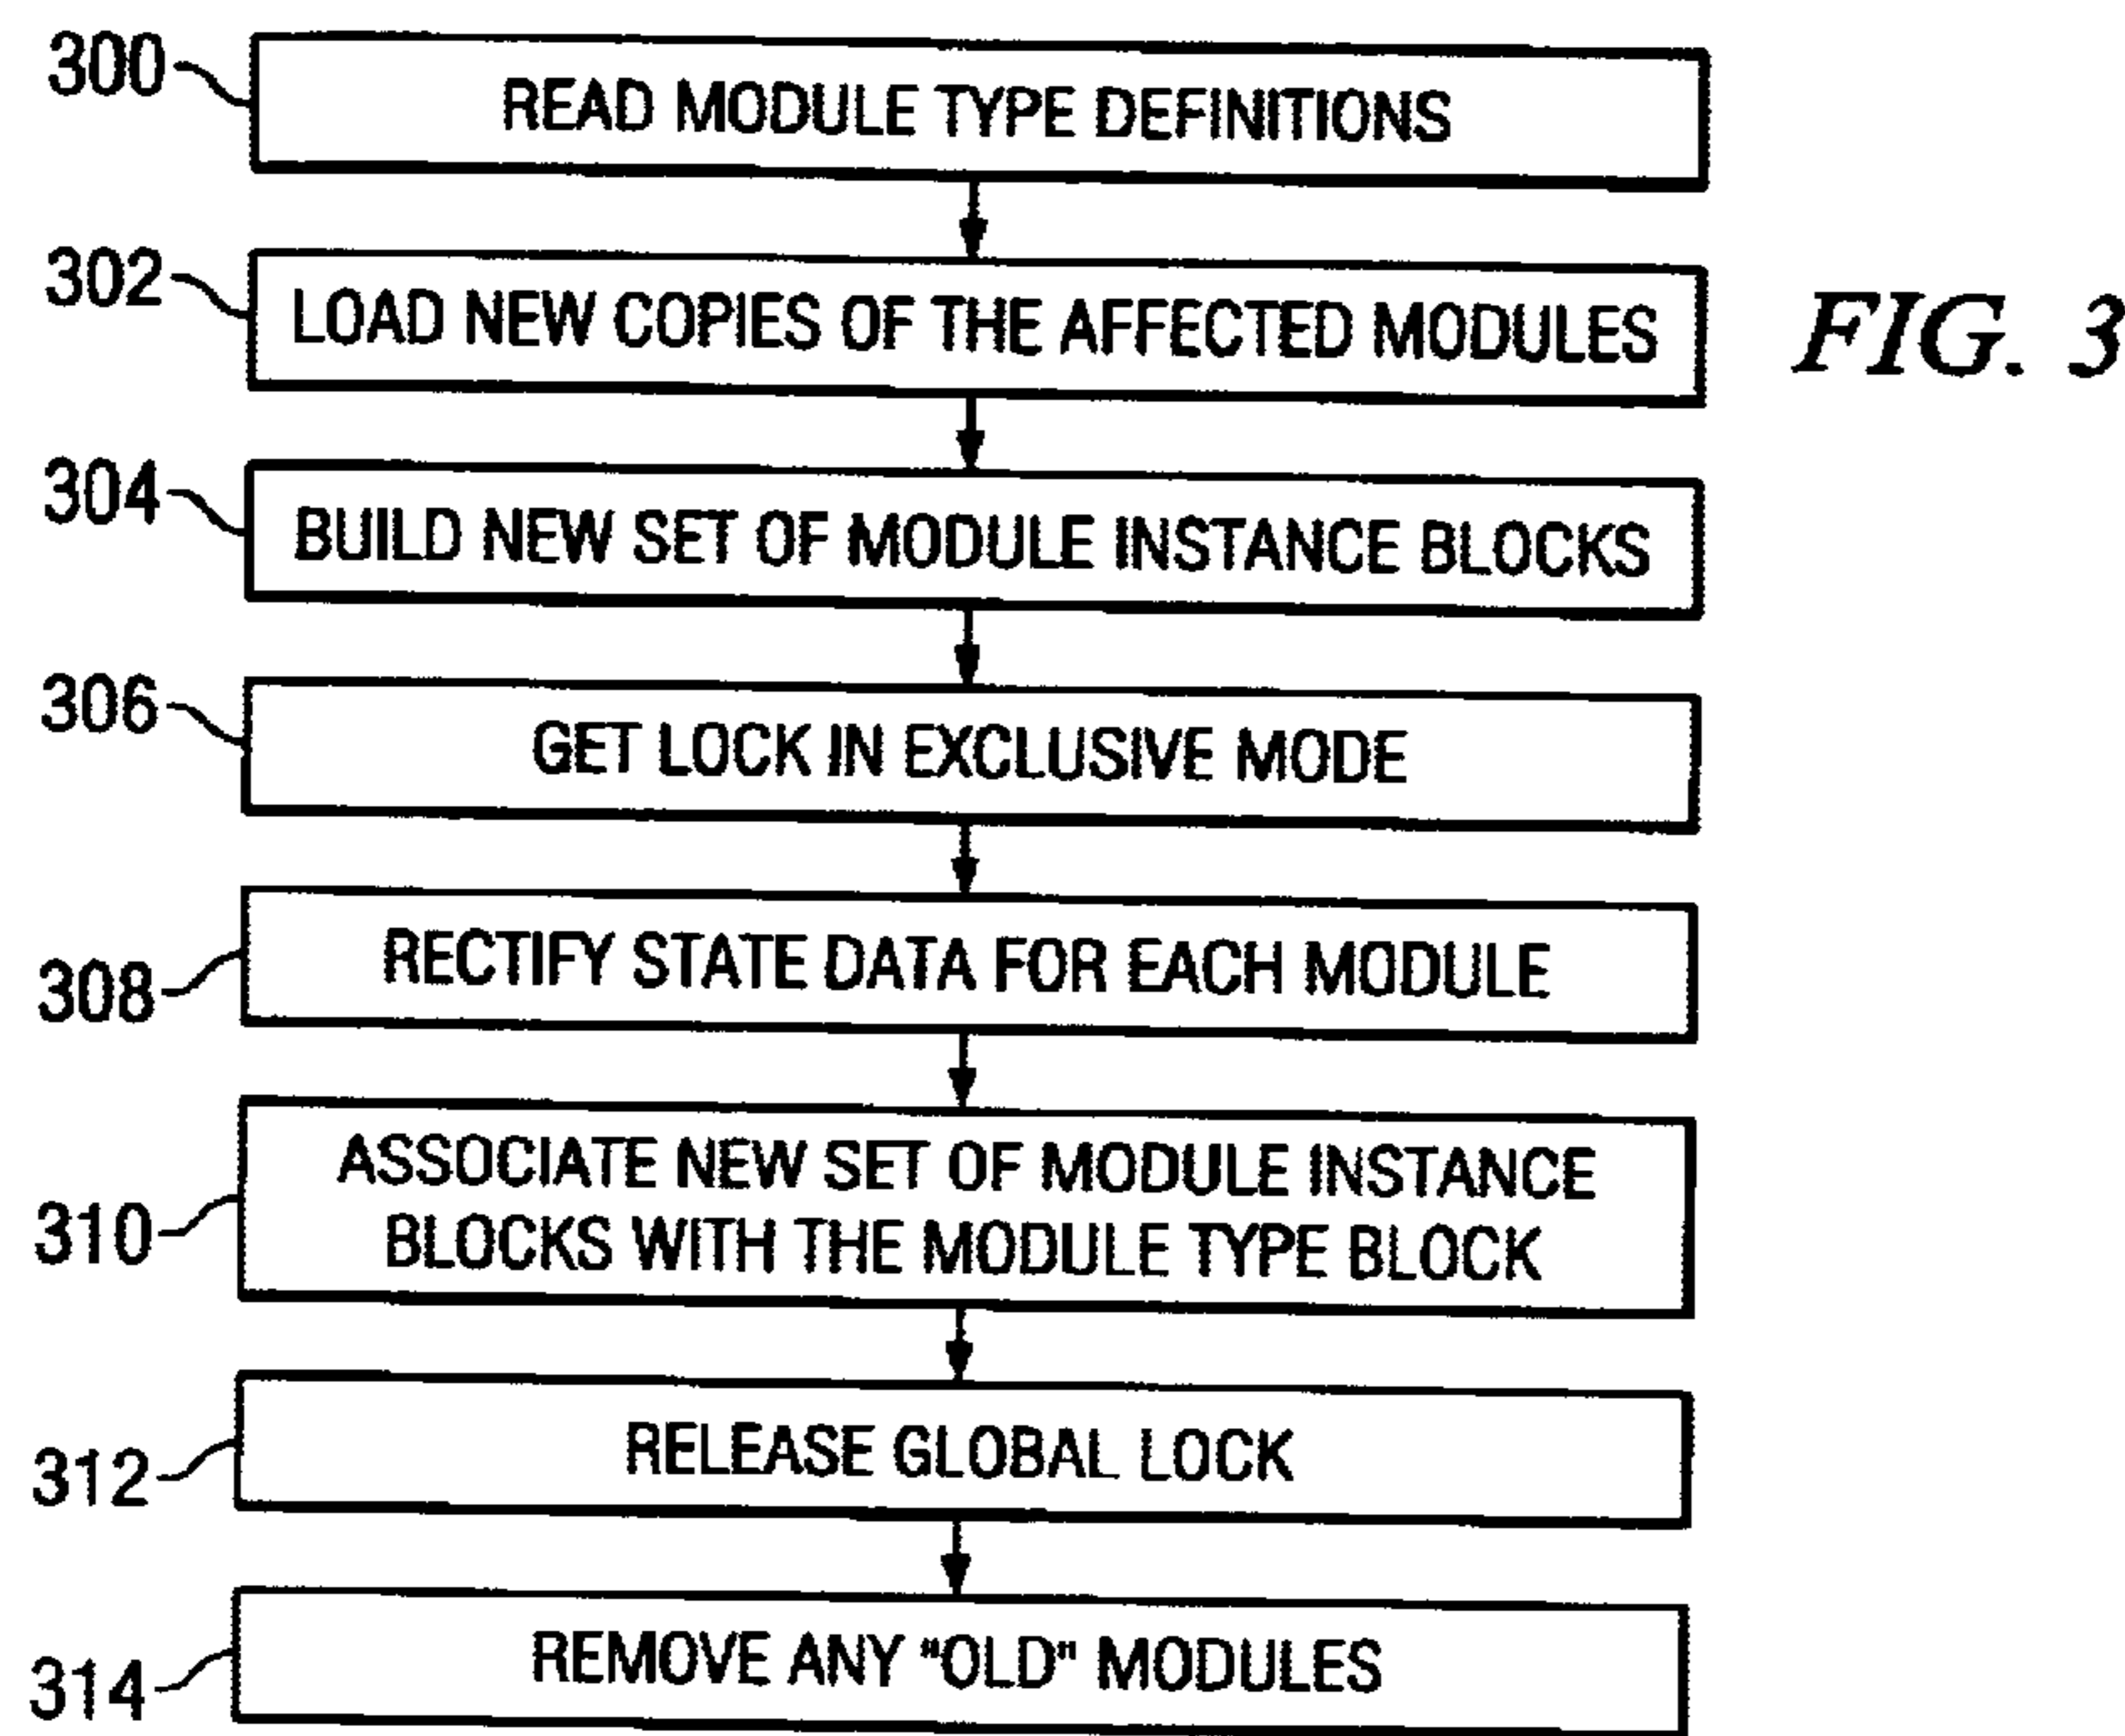 300
READ MODULE TYPE DEFINITIONS
302
LOAD NEW COPIES OF THE AFFECTED MODULES
FIG. 3
304
BUILD NEW SET OF MODULE INSTANCE BLOCKS
306
GET LOCK IN EXCLUSIVE MODE
308
RECTIFY STATE DATA FOR EACH MODULE
310
ASSOCIATE NEW SET OF MODULE INSTANCE
BLOCKS WITH THE MODULE TYPE BLOCK
312
RELEASE GLOBAL LOCK
314
REMOVE ANY "OLD" MODULES